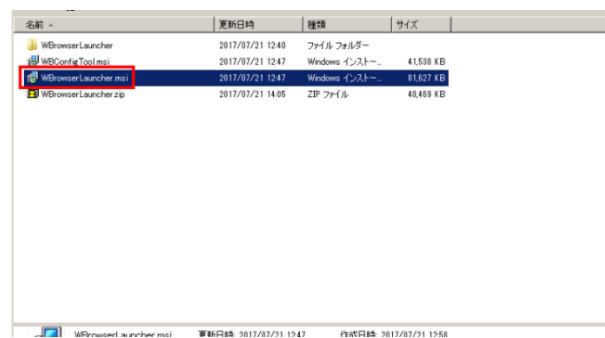 名前 更新日時 種類 サイズ
WBrowserLauncher 2017/07/21 12:40 ファイル フォルダー
WBConfigTool.msi 2017/07/21 12:47 Windows インストー... 41,538 KB
WBrowserLauncher.msi 2017/07/21 12:47 Windows インストー... 81,627 KB
WBrowserLauncher.zip 2017/07/21 14:05 ZIP ファイル 40,469 KB
WBrowserLauncher.msi 更新日時: 2017/07/21 12:47 作成日時: 2017/07/21 12:58